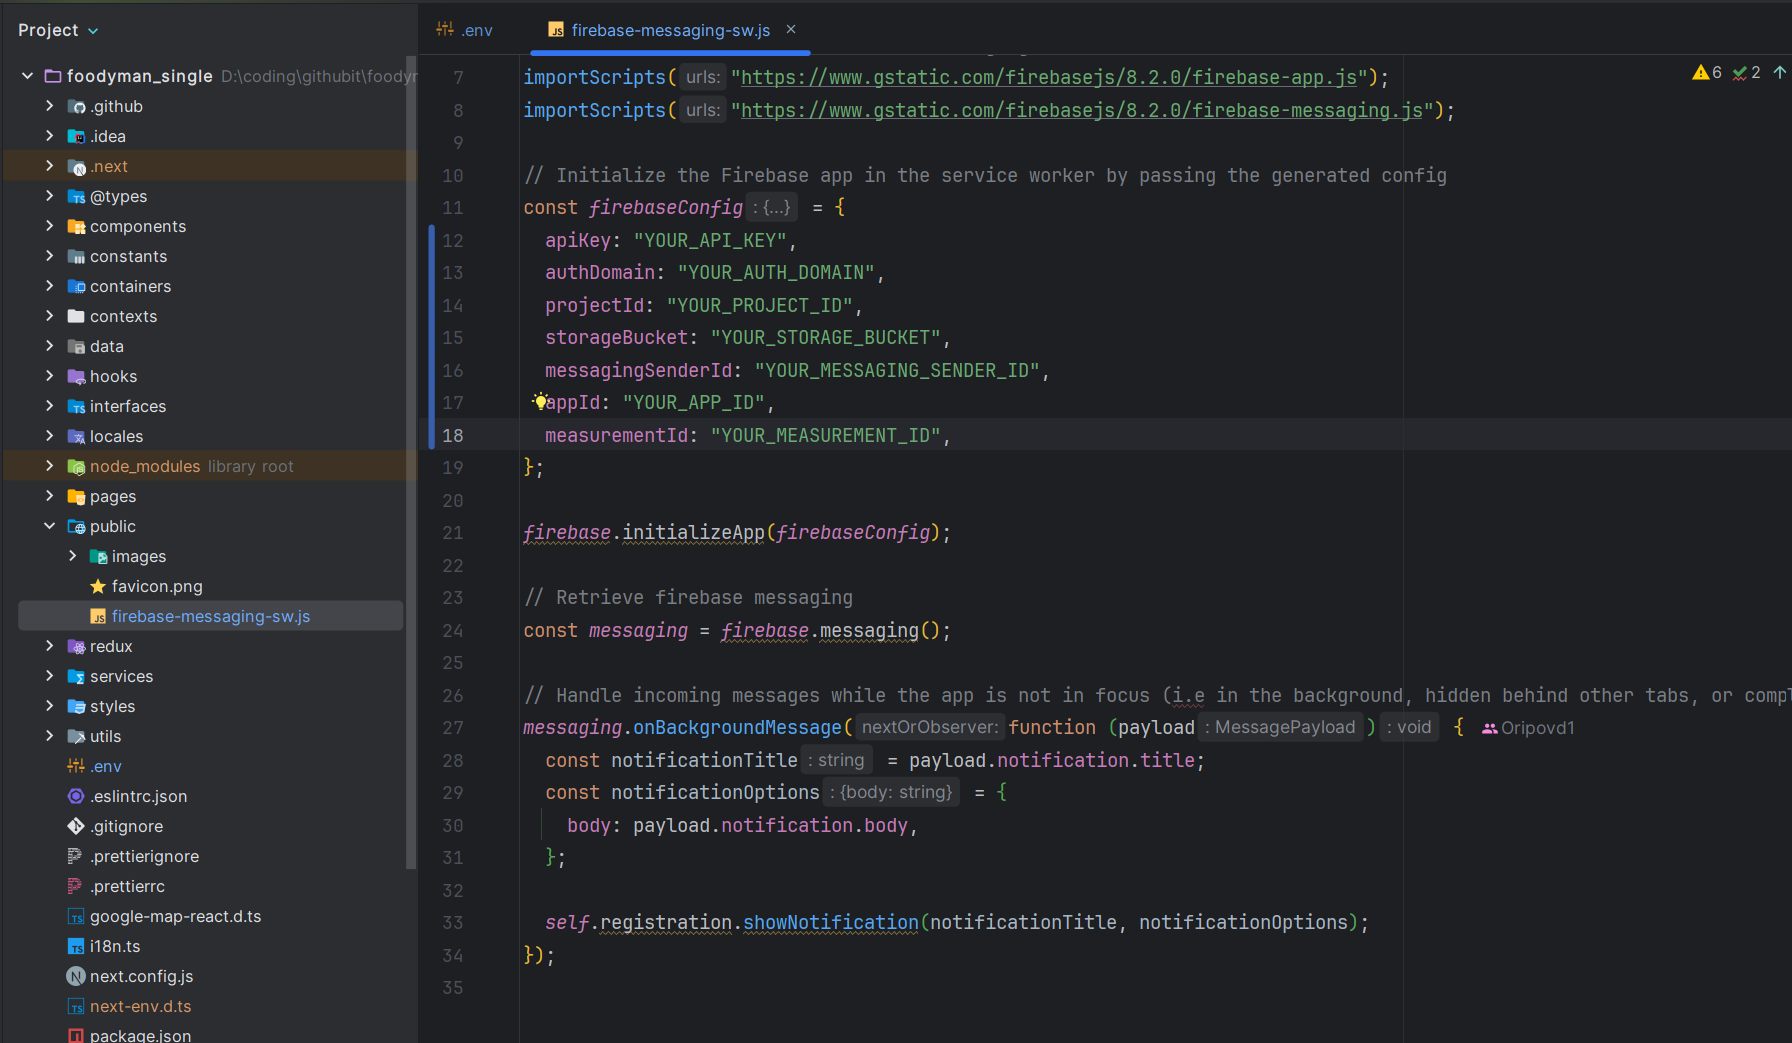 Project
.env
firebase-messaging-sw.js
foodyman_single D:\coding\githubit\foodyr
.github
.idea
.next
@types
components
constants
containers
contexts
data
hooks
interfaces
locales
node_modules library root
pages
public
images
favicon.png
firebase-messaging-sw.js
redux
services
styles
utils
.env
.eslintrc.json
.gitignore
.prettierignore
.prettierrc
google-map-react.d.ts
i18n.ts
next.config.js
next-env.d.ts
package.json
6 2
7 importScripts( urls: "https://www.gstatic.com/firebasejs/8.2.0/firebase-app.js");
8 importScripts( urls: "https://www.gstatic.com/firebasejs/8.2.0/firebase-messaging.js");
9
10 // Initialize the Firebase app in the service worker by passing the generated config
11 const firebaseConfig : {...} = {
12 apiKey: "YOUR_API_KEY",
13 authDomain: "YOUR_AUTH_DOMAIN",
14 projectId: "YOUR_PROJECT_ID",
15 storageBucket: "YOUR_STORAGE_BUCKET",
16 messagingSenderId: "YOUR_MESSAGING_SENDER_ID",
17 appId: "YOUR_APP_ID",
18 measurementId: "YOUR_MEASUREMENT_ID",
19 };
20
21 firebase.initializeApp(firebaseConfig);
22
23 // Retrieve firebase messaging
24 const messaging = firebase.messaging();
25
26 // Handle incoming messages while the app is not in focus (i.e in the background, hidden behind other tabs, or compl
27 messaging.onBackgroundMessage( nextOrObserver: function (payload : MessagePayload ) : void { Oripovd1
28 const notificationTitle : string = payload.notification.title;
29 const notificationOptions : {body: string} = {
30 body: payload.notification.body,
31 };
32
33 self.registration.showNotification(notificationTitle, notificationOptions);
34 });
35